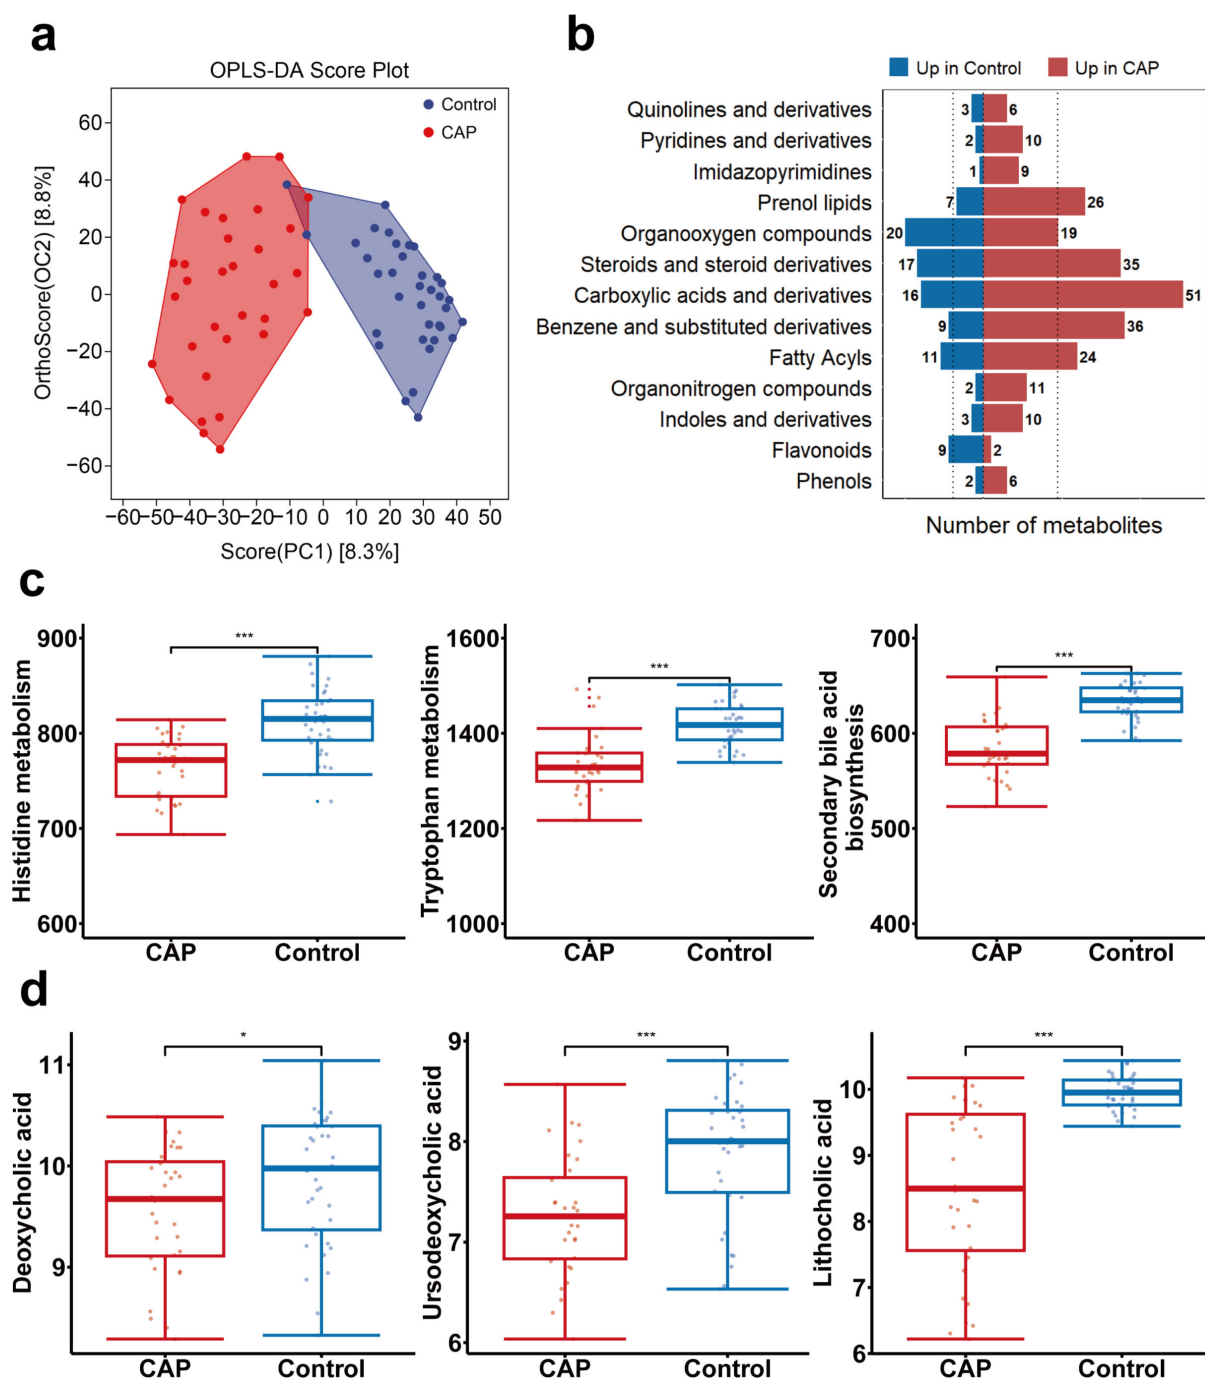 a
OPLS-DA Score Plot
Control
CAP
60
40
20
0
−20
−40
−60
OrthoScore(OC2) [8.8%]
−60−50−40−30−20−10 0 10 20 30 40 50
Score(PC1) [8.3%]
b
Up in Control Up in CAP
Quinolines and derivatives 3 6
Pyridines and derivatives 2 10
Imidazopyrimidines 1 9
Prenol lipids 7 26
Organooxygen compounds 20 19
Steroids and steroid derivatives 17 35
Carboxylic acids and derivatives 16 51
Benzene and substituted derivatives 9 36
Fatty Acyls 11 24
Organonitrogen compounds 2 11
Indoles and derivatives 3 10
Flavonoids 9 2
Phenols 2 6
Number of metabolites
c
Histidine metabolism
900
800
700
600
***
CAP Control
Tryptophan metabolism
1600
1400
1200
1000
***
CAP Control
Secondary bile acid
biosynthesis
700
600
500
400
***
CAP Control
d
Deoxycholic acid
11
10
9
*
CAP Control
Ursodeoxycholic acid
9
8
7
6
***
CAP Control
Lithocholic acid
10
9
8
7
6
***
CAP Control